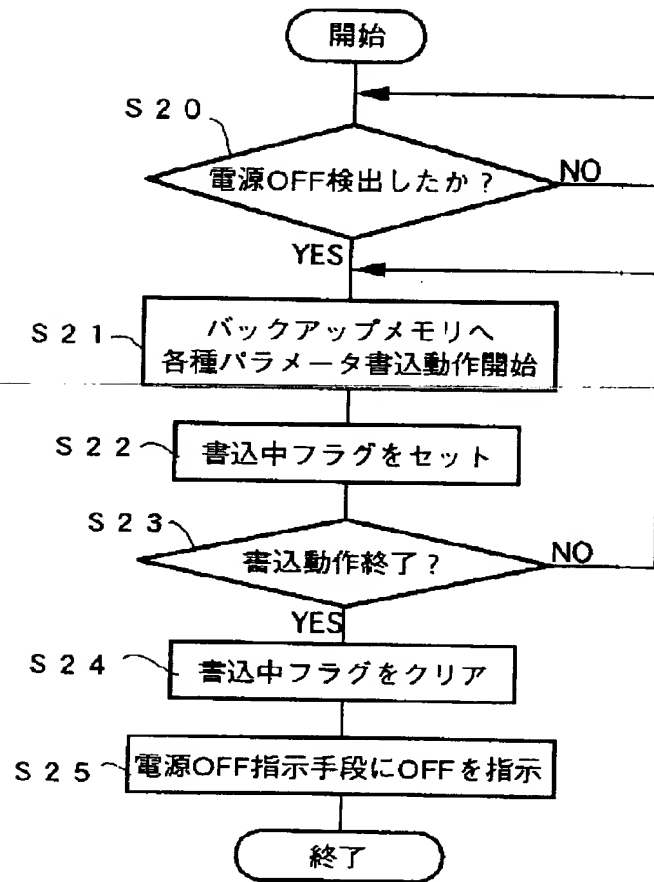 開始
S20
電源OFF検出したか?
NO
YES
S21
バックアップメモリへ
各種パラメータ書込動作開始
S22
書込中フラグをセット
S23
書込動作終了?
NO
YES
S24
書込中フラグをクリア
S25
電源OFF指示手段にOFFを指示
終了